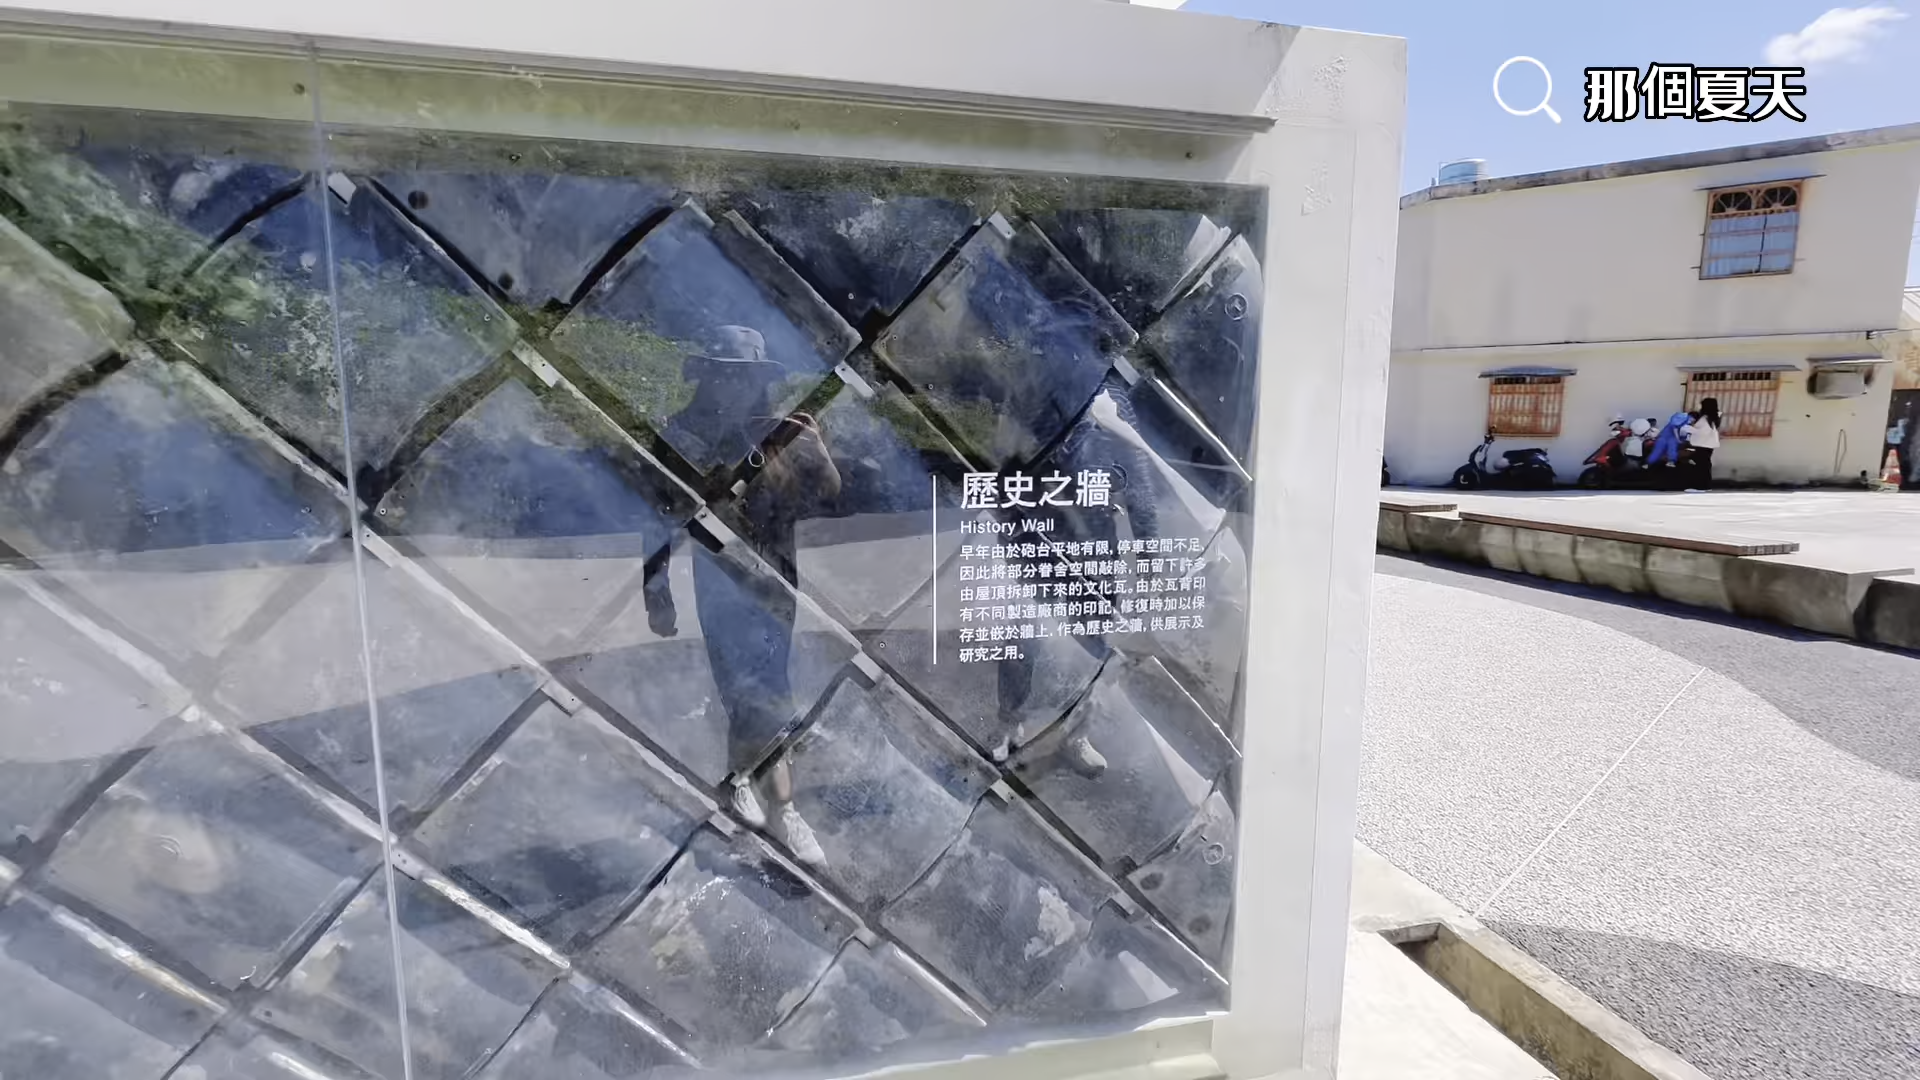 那個夏天
歷史之牆
History Wall
早年由於砲台平地有限,停車空間不足,
因此將部分眷舍空間敲除,而留下許多
由屋頂拆卸下來的文化瓦。由於瓦背印
有不同製造廠商的印記,修復時加以保
存並嵌於牆上,作為歷史之牆,供展示及
研究之用。